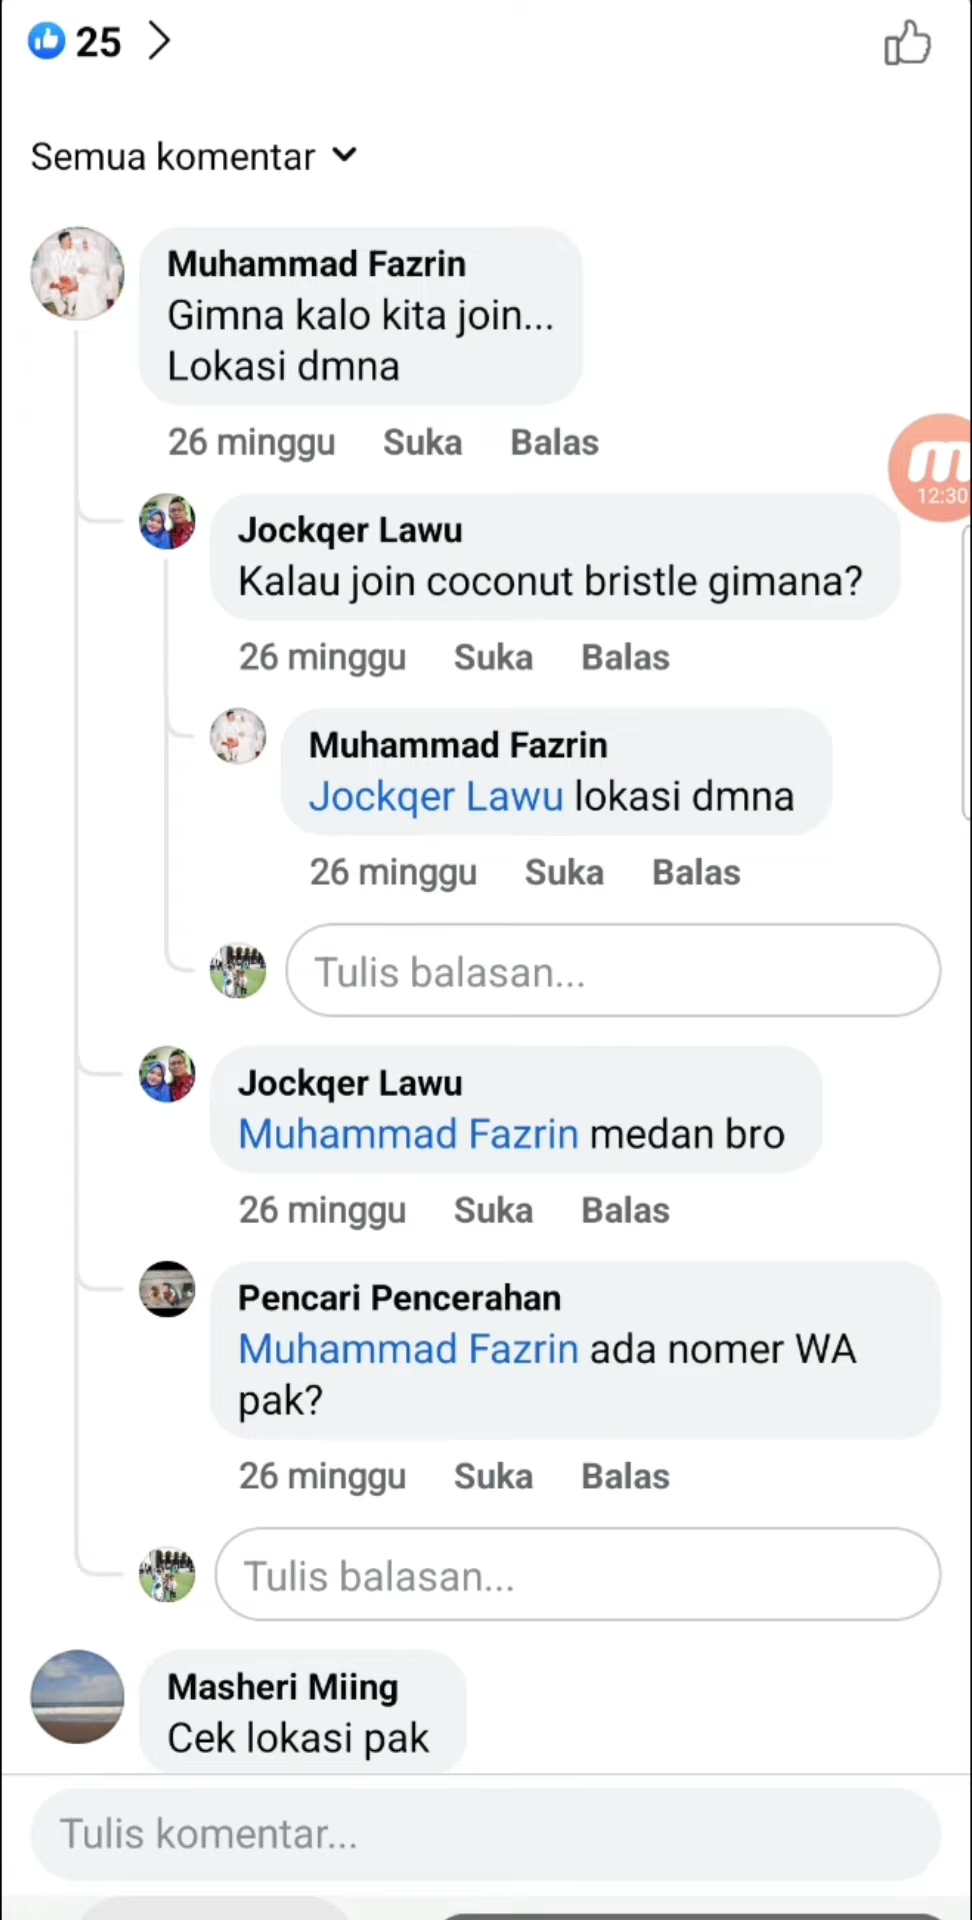 25
Semua komentar
Muhammad Fazrin
Gimna kalo kita join...
Lokasi dmna
26 minggu Suka Balas
12:30
Jockqer Lawu
Kalau join coconut bristle gimana?
26 minggu Suka Balas
Muhammad Fazrin
Jockqer Lawu lokasi dmna
26 minggu Suka Balas
Tulis balasan...
Jockqer Lawu
Muhammad Fazrin medan bro
26 minggu Suka Balas
Pencari Pencerahan
Muhammad Fazrin ada nomer WA
pak?
26 minggu Suka Balas
Tulis balasan...
Masheri Miing
Cek lokasi pak
Tulis komentar...